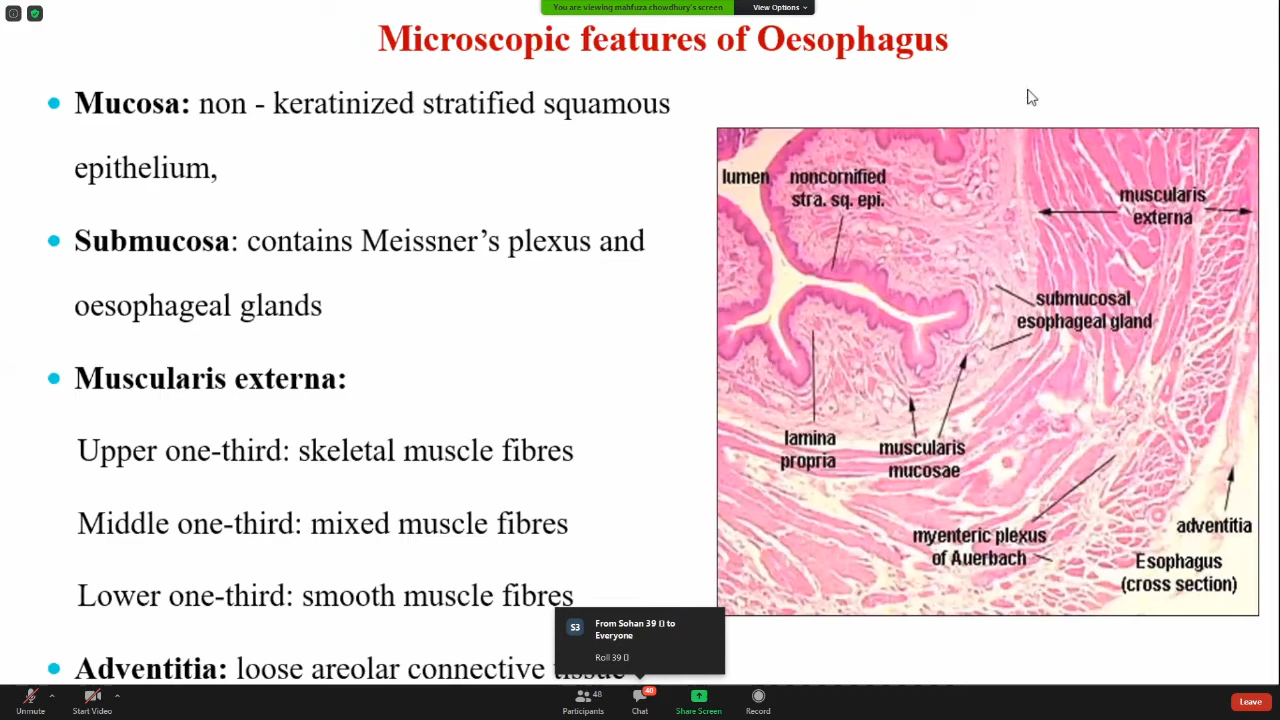 You are viewing mahfuza chowdhury's screen
View Options
Microscopic features of Oesophagus
Mucosa: non - keratinized stratified squamous
epithelium,
Submucosa: contains Meissner’s plexus and
oesophageal glands
Muscularis externa:
Upper one-third: skeletal muscle fibres
Middle one-third: mixed muscle fibres
Lower one-third: smooth muscle fibres
Adventitia: loose areolar connective tissue
lumen
noncornified
stra. sq. epi.
muscularis
externa
submucosal
esophageal gland
lamina
propria
muscularis
mucosae
myenteric plexus
of Auerbach
adventitia
Esophagus
(cross section)
S3
From Sohan 39 to
Everyone
Roll 39
Unmute
Start Video
48
Participants
40
Chat
Share Screen
Record
Leave